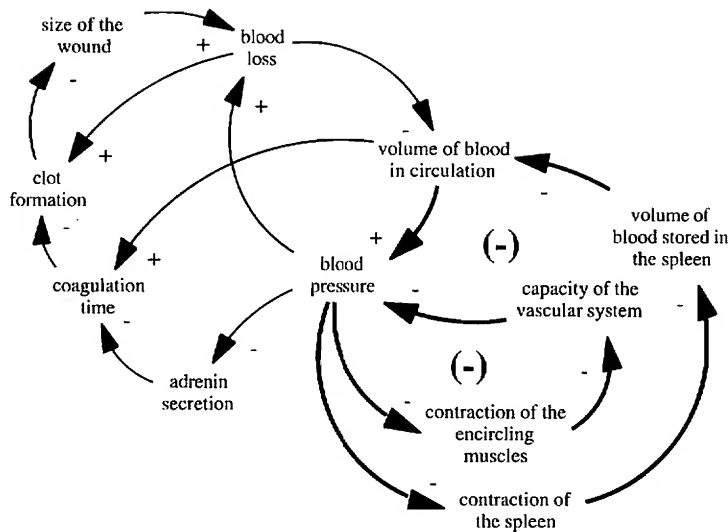 size of the
wound
+
blood
loss
-
+
+
clot
formation
-
volume of blood
in circulation
-
volume of
blood stored in
the spleen
-
+
coagulation
time
+
blood
pressure
(-)
-
capacity of the
vascular system
-
-
adrenin
secretion
-
(-)
-
-
contraction of the
encircling
muscles
-
contraction of
the spleen